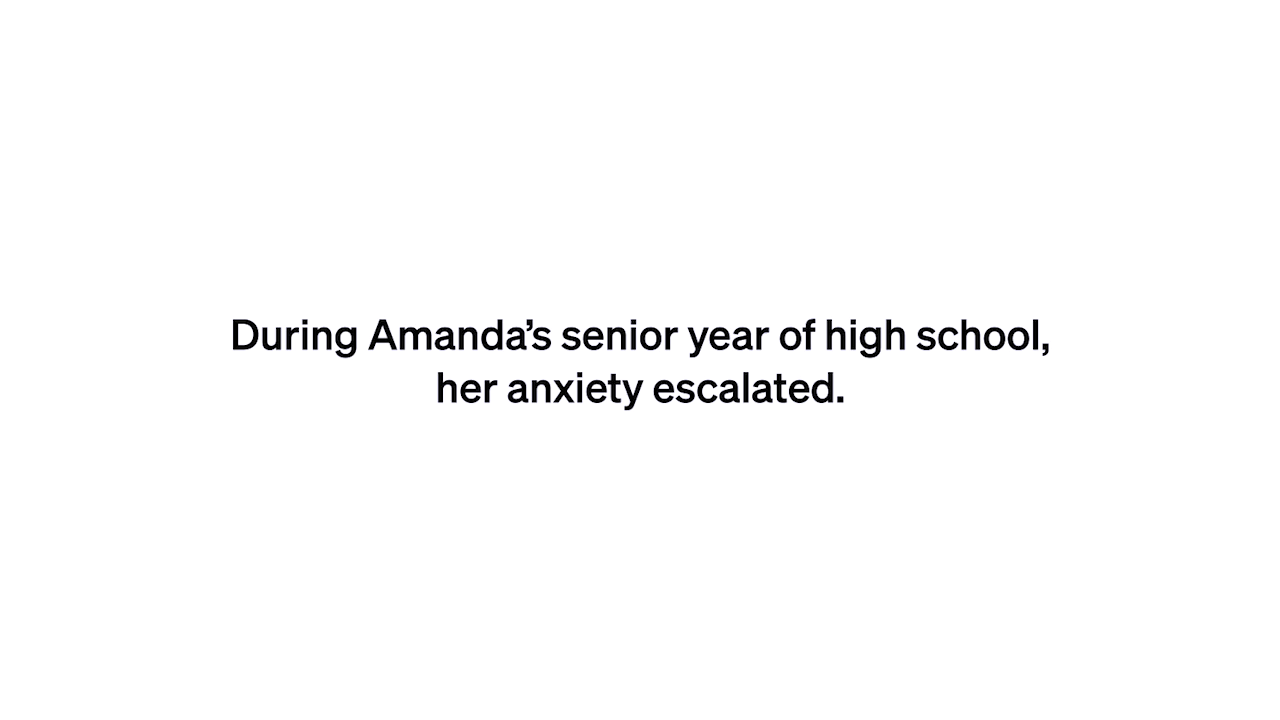 During Amanda’s senior year of high school,
her anxiety escalated.